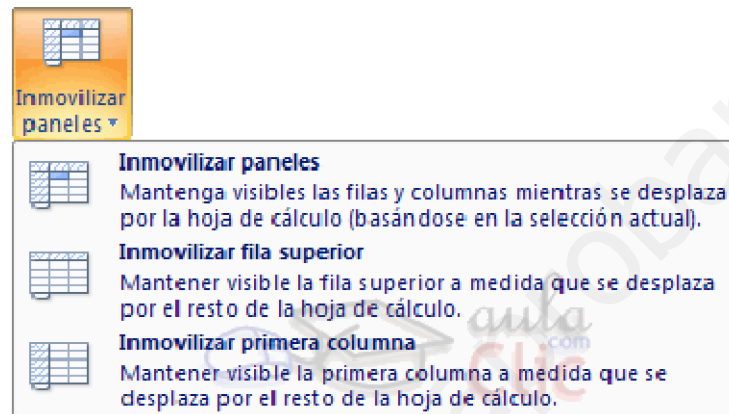 Inmovilizar
paneles
Inmovilizar paneles
Mantenga visibles las filas y columnas mientras se desplaza
por la hoja de cálculo (basándose en la selección actual).
Inmovilizar fila superior
Mantener visible la fila superior a medida que se desplaza
por el resto de la hoja de cálculo.
Inmovilizar primera columna
Mantener visible la primera columna a medida que se
desplaza por el resto de la hoja de cálculo.
aula
Clic
.com